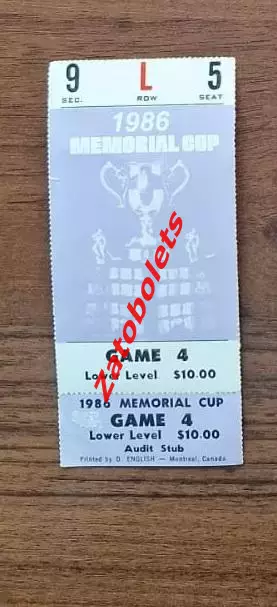 9 L 5
SEC. ROW SEAT
1986
MEMORIAL CUP
Zatobolets
GAME 4
Lower Level $10.00
1986 MEMORIAL CUP
GAME 4
Lower Level $10.00
Audit Stub
Printed by D. ENGLISH — Montreal, Canada